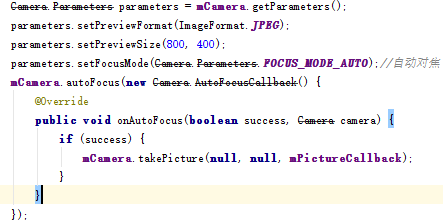 Camera.Parameters parameters = mCamera.getParameters();
parameters.setPreviewFormat(ImageFormat.JPEG);
parameters.setPreviewSize(800, 400);
parameters.setFocusMode(Camera.Parameters.FOCUS_MODE_AUTO);//自动对焦
mCamera.autoFocus(new Camera.AutoFocusCallback() {
@Override
public void onAutoFocus(boolean success, Camera camera) {
if (success) {
mCamera.takePicture(null, null, mPictureCallback);
}
}
});